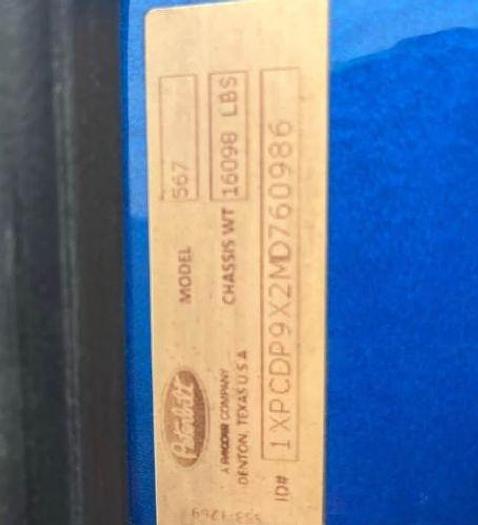 Peterbilt
A PACCAR COMPANY
DENTON, TEXAS U S A
MODEL 567
CHASSIS WT 16098 LBS
ID# 1XPCDP9X2MD760986